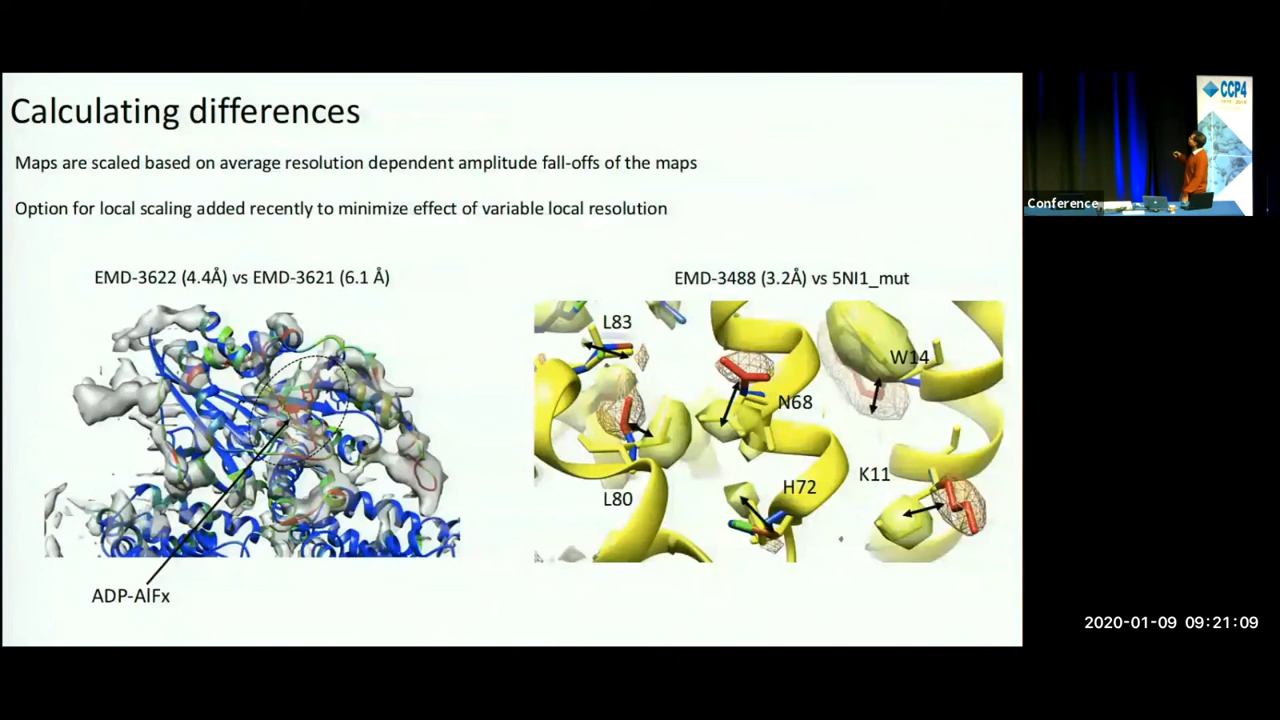 Calculating differences
Maps are scaled based on average resolution dependent amplitude fall-offs of the maps
Option for local scaling added recently to minimize effect of variable local resolution
EMD-3622 (4.4Å) vs EMD-3621 (6.1 Å)
EMD-3488 (3.2Å) vs 5NI1_mut
L83
W14
N68
K11
H72
L80
ADP-AlFx
CCP4
Conference
2020-01-09 09:21:09